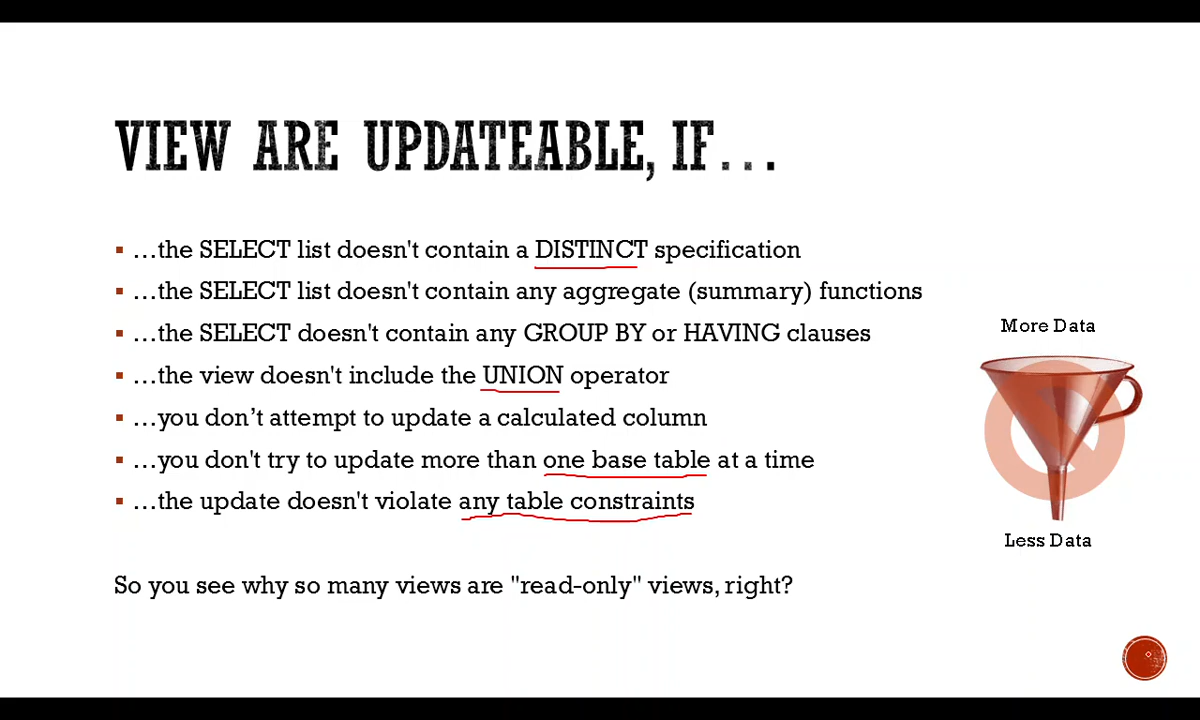 VIEW ARE UPDATEABLE, IF...
...the SELECT list doesn't contain a DISTINCT specification
...the SELECT list doesn't contain any aggregate (summary) functions
...the SELECT doesn't contain any GROUP BY or HAVING clauses
...the view doesn't include the UNION operator
...you don’t attempt to update a calculated column
...you don't try to update more than one base table at a time
...the update doesn't violate any table constraints
So you see why so many views are "read-only" views, right?
More Data
Less Data